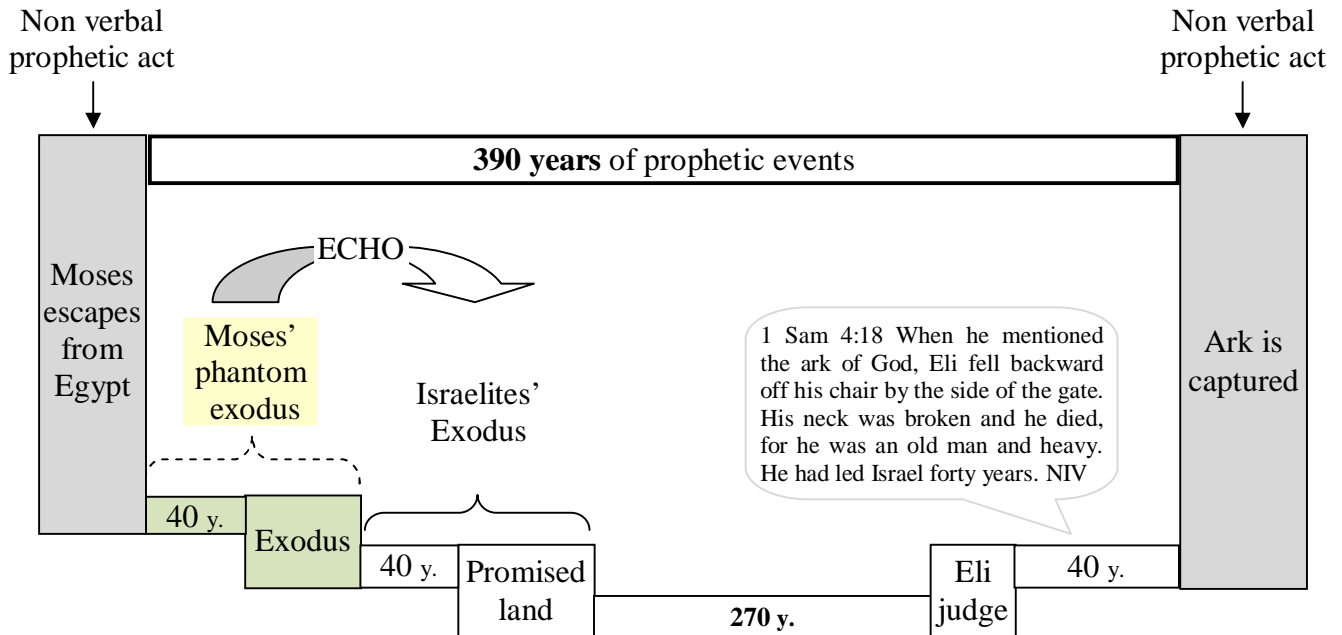 Non verbal
prophetic act
Non verbal
prophetic act
390 years of prophetic events
ECHO
Moses
escapes
from
Egypt
Moses’
phantom
exodus
Israelites’
Exodus
1 Sam 4:18 When he mentioned
the ark of God, Eli fell backward
off his chair by the side of the gate.
His neck was broken and he died,
for he was an old man and heavy.
He had led Israel forty years. NIV
Ark is
captured
40 y.
Exodus
40 y.
Promised
land
270 y.
Eli
judge
40 y.